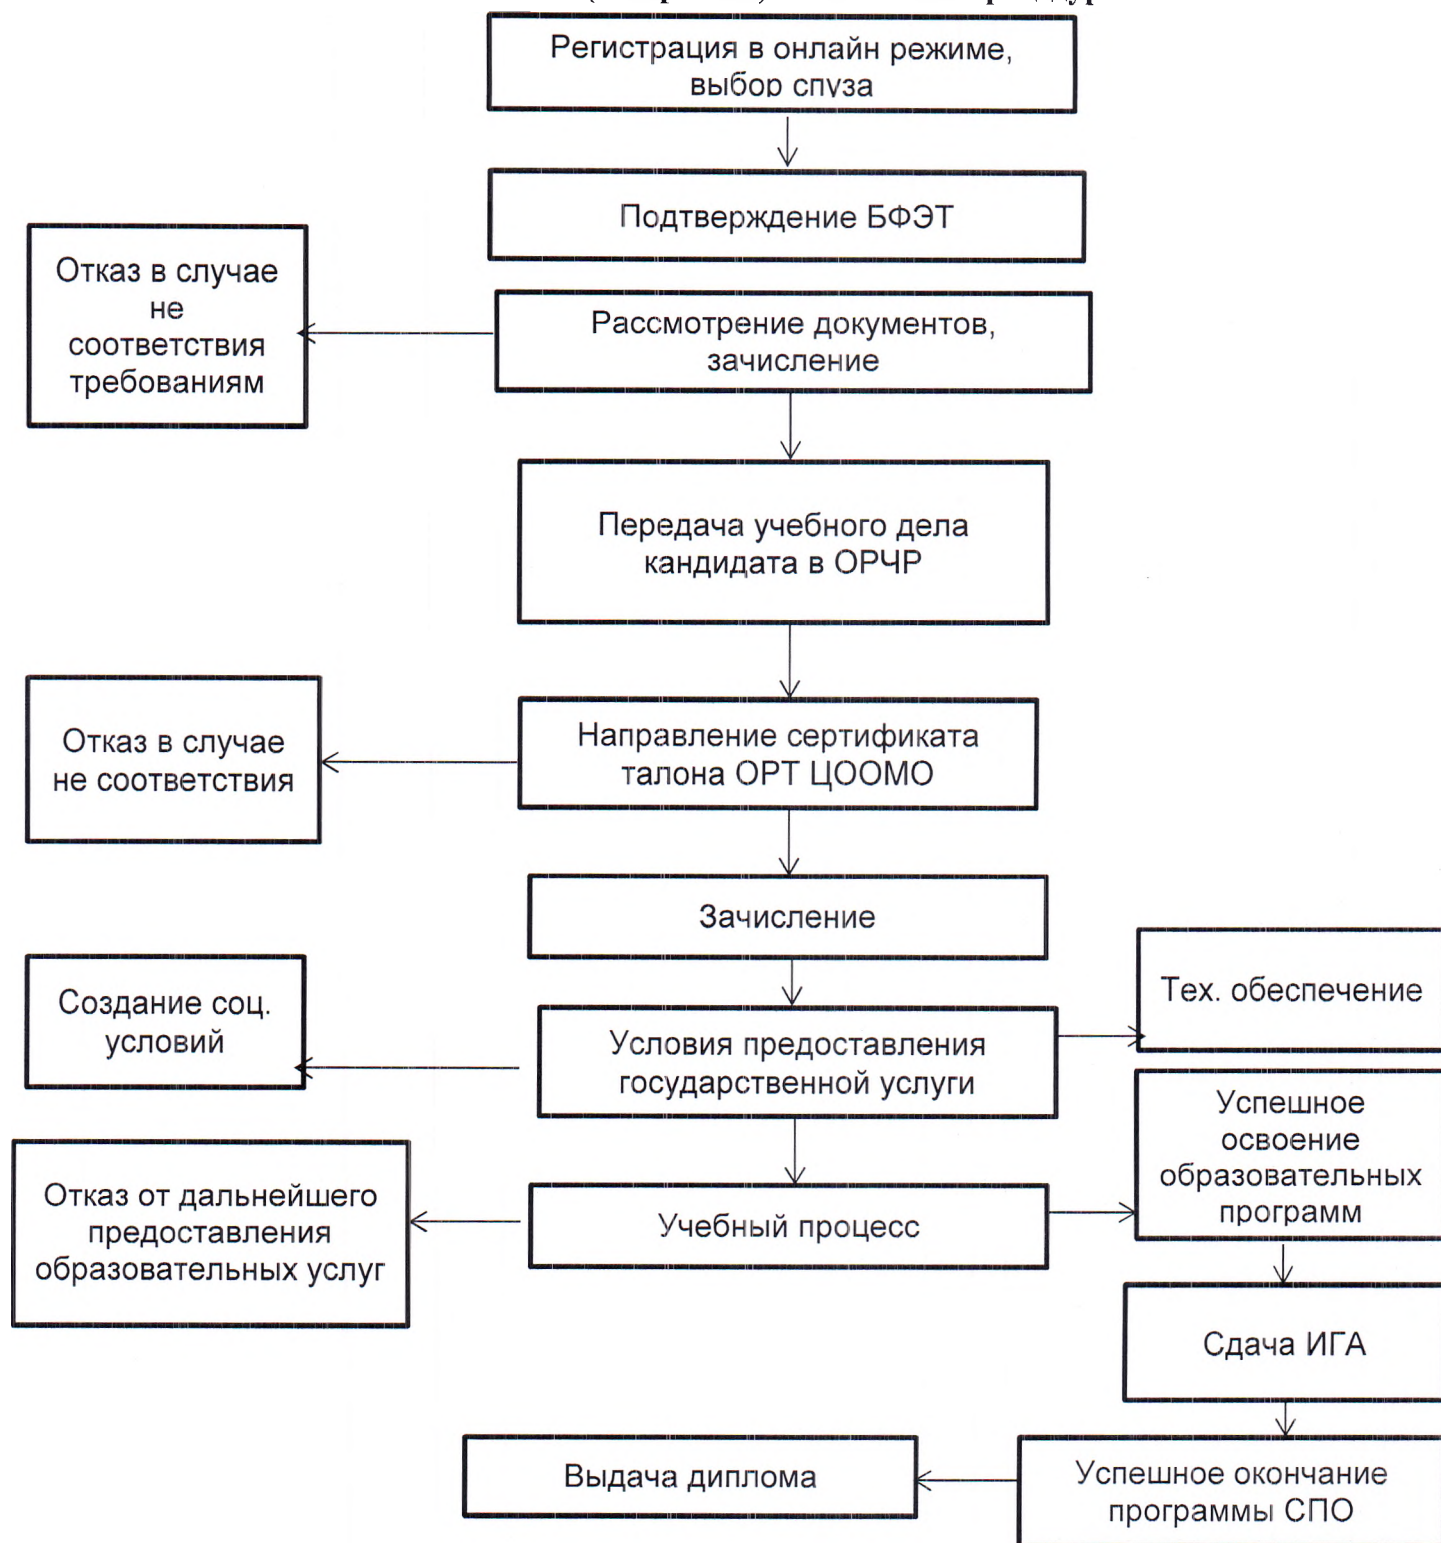 Регистрация в онлайн режиме,
выбор спуза
Подтверждение БФЭТ
Отказ в случае
не
соответствия
требованиям
Рассмотрение документов,
зачисление
Передача учебного дела
кандидата в ОРЧР
Отказ в случае
не соответствия
Направление сертификата
талона ОРТ ЦООМО
Зачисление
Создание соц.
условий
Условия предоставления
государственной услуги
Тех. обеспечение
Отказ от дальнейшего
предоставления
образовательных услуг
Учебный процесс
Успешное
освоение
образовательных
программ
Сдача ИГА
Выдача диплома
Успешное окончание
программы СПО